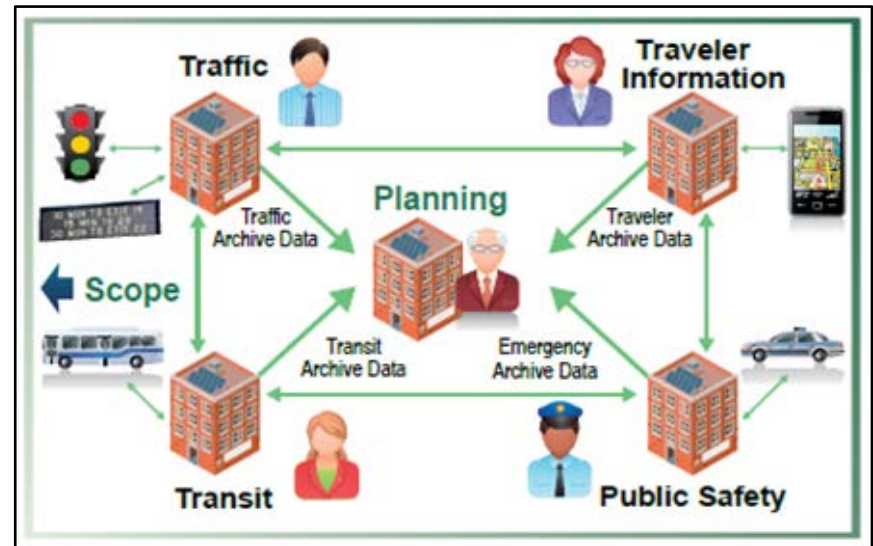 Traffic
Traveler
Information
Planning
Traffic
Archive Data
Traveler
Archive Data
Scope
Transit
Archive Data
Emergency
Archive Data
Transit
Public Safety